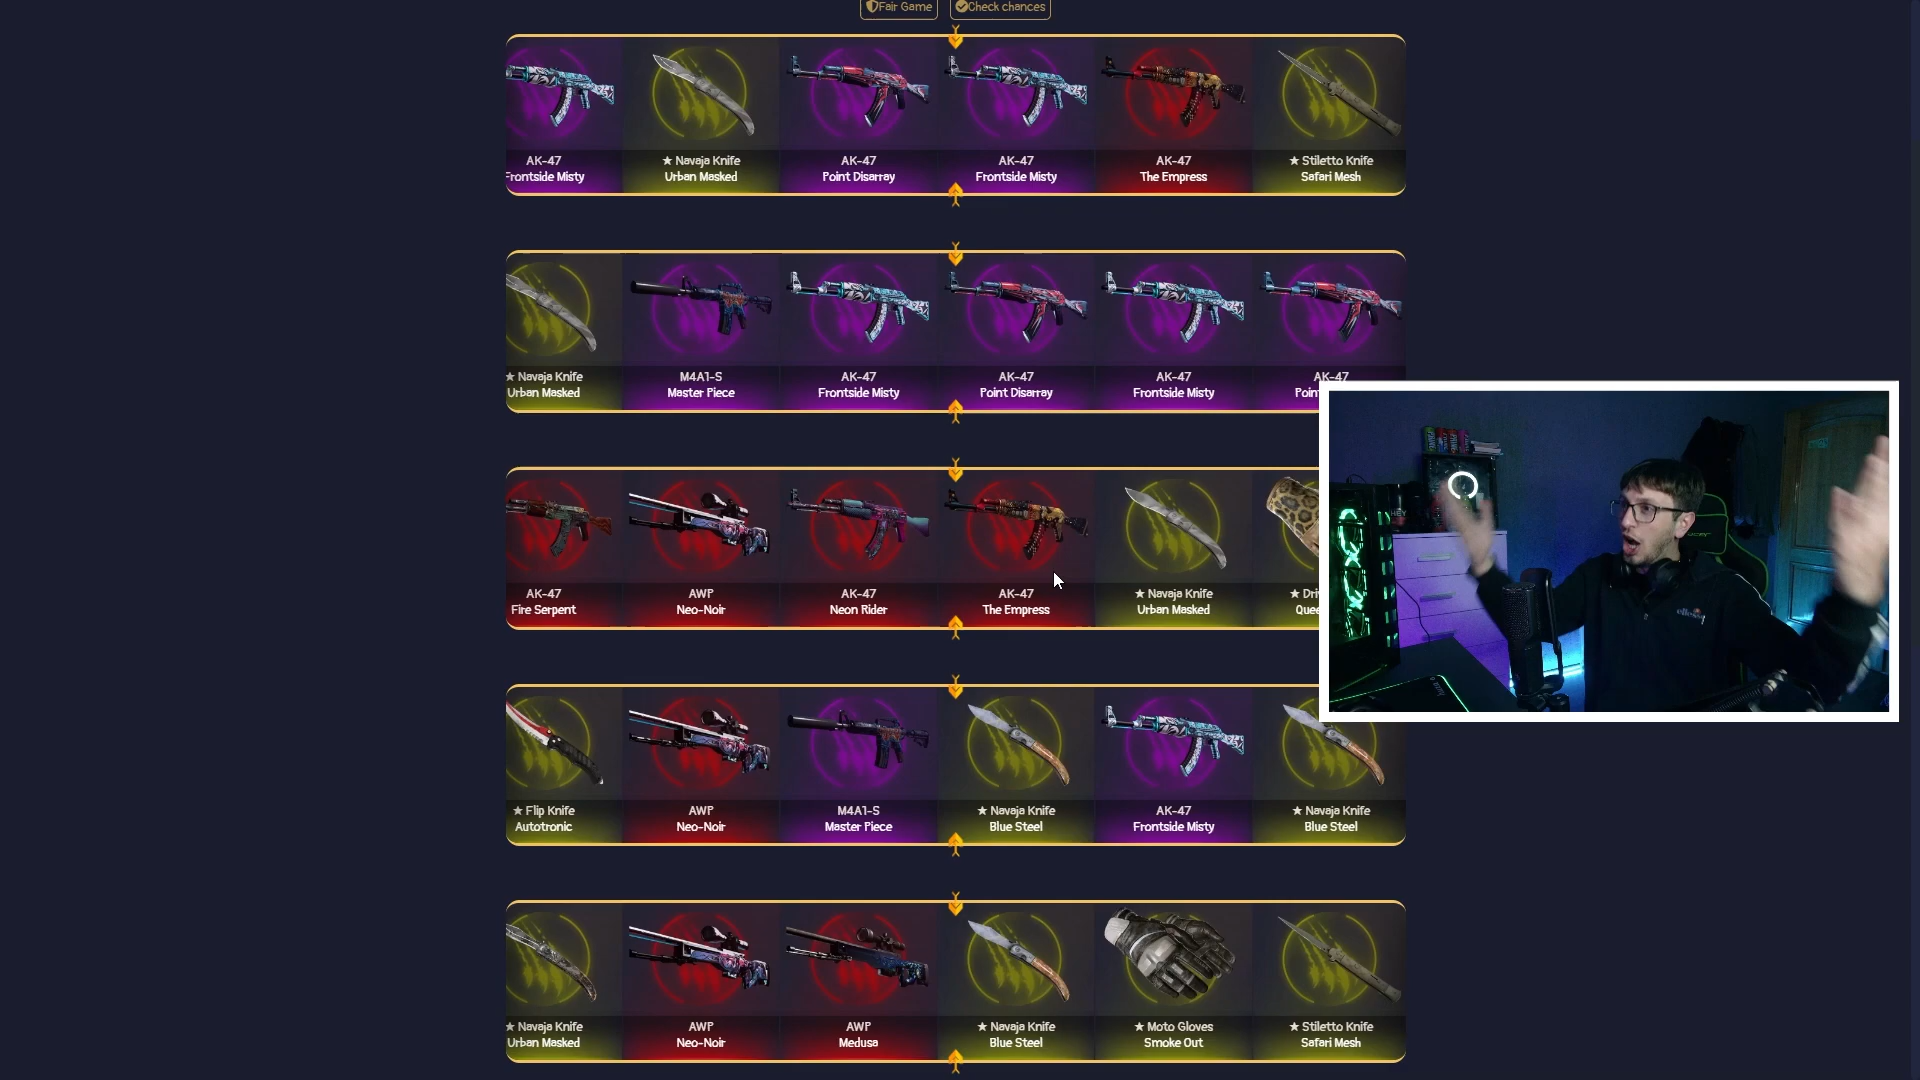 Fair Game
Check chances
AK-47
Frontside Misty
★ Navaja Knife
Urban Masked
AK-47
Point Disarray
AK-47
Frontside Misty
AK-47
The Empress
★ Stiletto Knife
Safari Mesh
★ Navaja Knife
Urban Masked
M4A1-S
Master Piece
AK-47
Frontside Misty
AK-47
Point Disarray
AK-47
Frontside Misty
AK-47
Poin
AK-47
Fire Serpent
AWP
Neo-Noir
AK-47
Neon Rider
AK-47
The Empress
★ Navaja Knife
Urban Masked
★ Dri
Quee
HEY
acer
ellesse
★ Flip Knife
Autotronic
AWP
Neo-Noir
M4A1-S
Master Piece
★ Navaja Knife
Blue Steel
AK-47
Frontside Misty
★ Navaja Knife
Blue Steel
★ Navaja Knife
Urban Masked
AWP
Neo-Noir
AWP
Medusa
★ Navaja Knife
Blue Steel
★ Moto Gloves
Smoke Out
★ Stiletto Knife
Safari Mesh